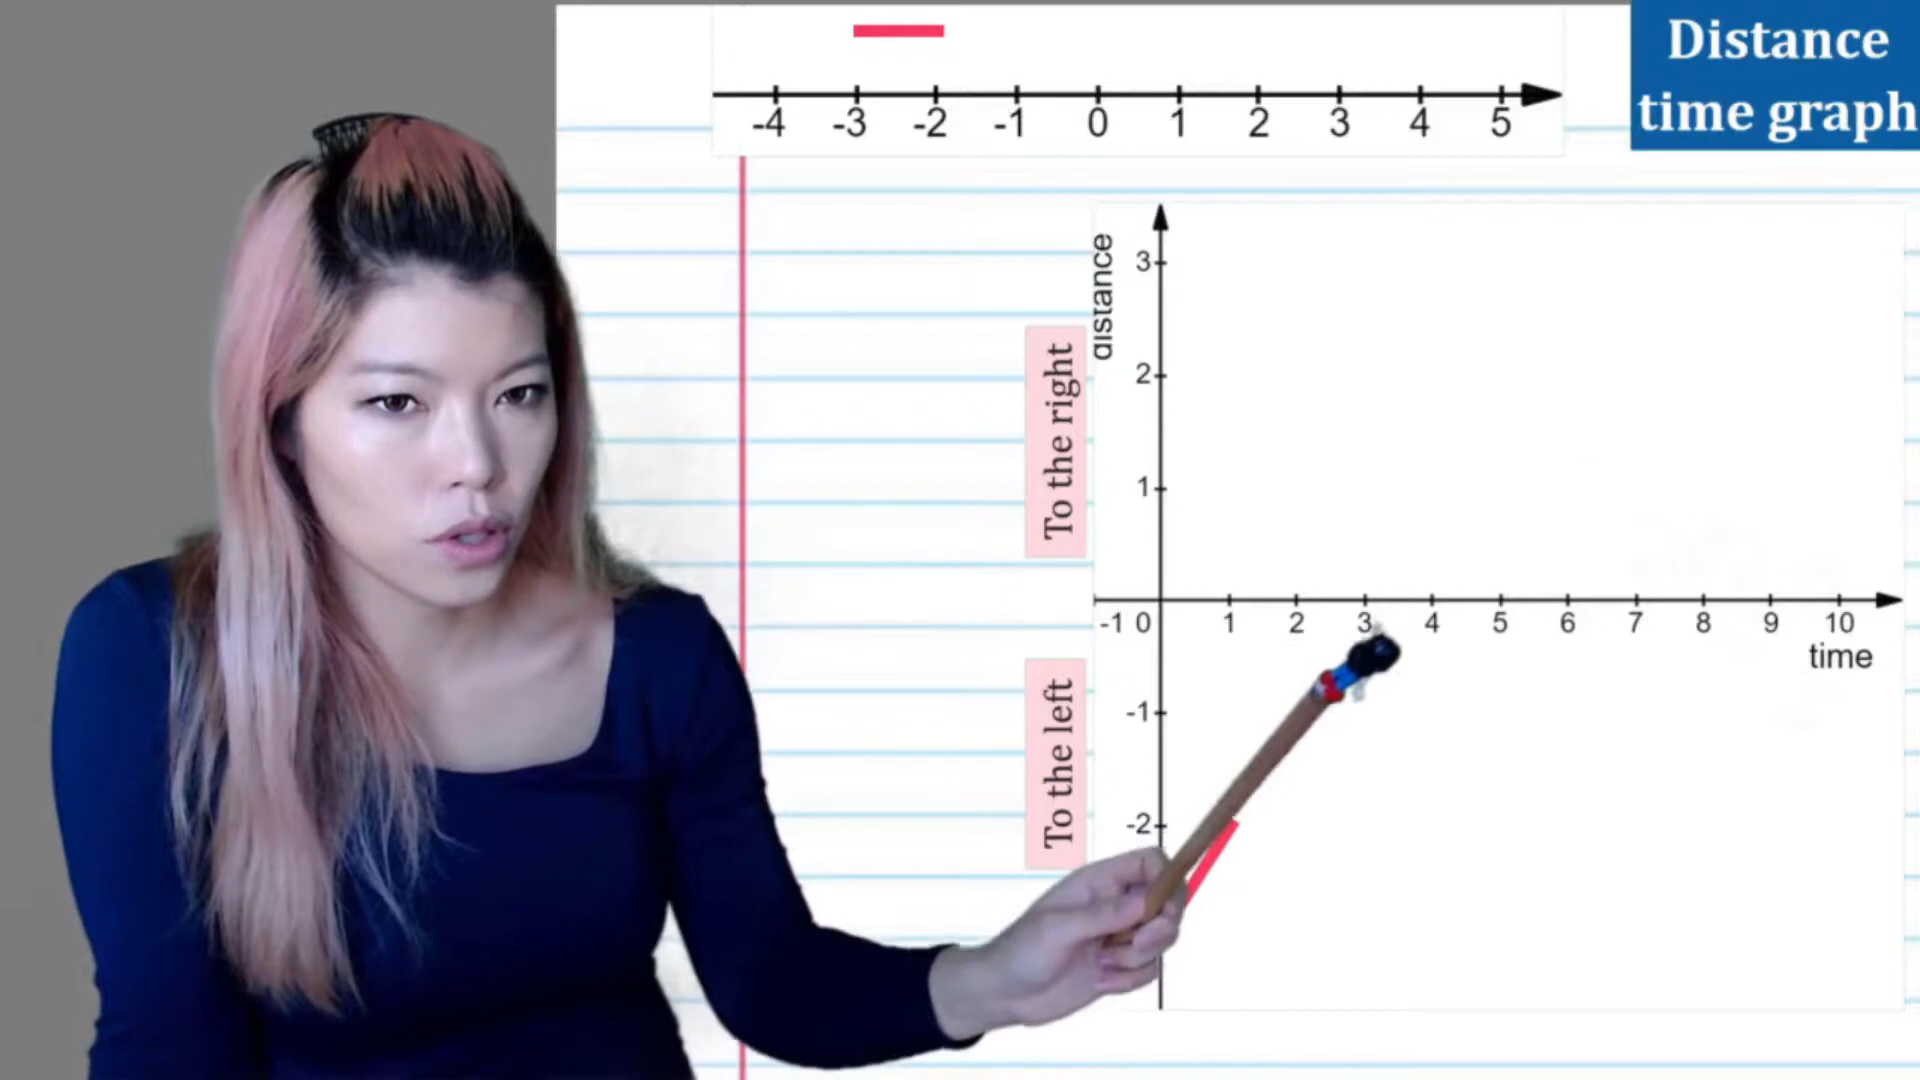 Distance
time graph
-4 -3 -2 -1 0 1 2 3 4 5
distance
3
2
1
To the right
-1 0 1 2 3 4 5 6 7 8 9 10
time
-1
-2
To the left